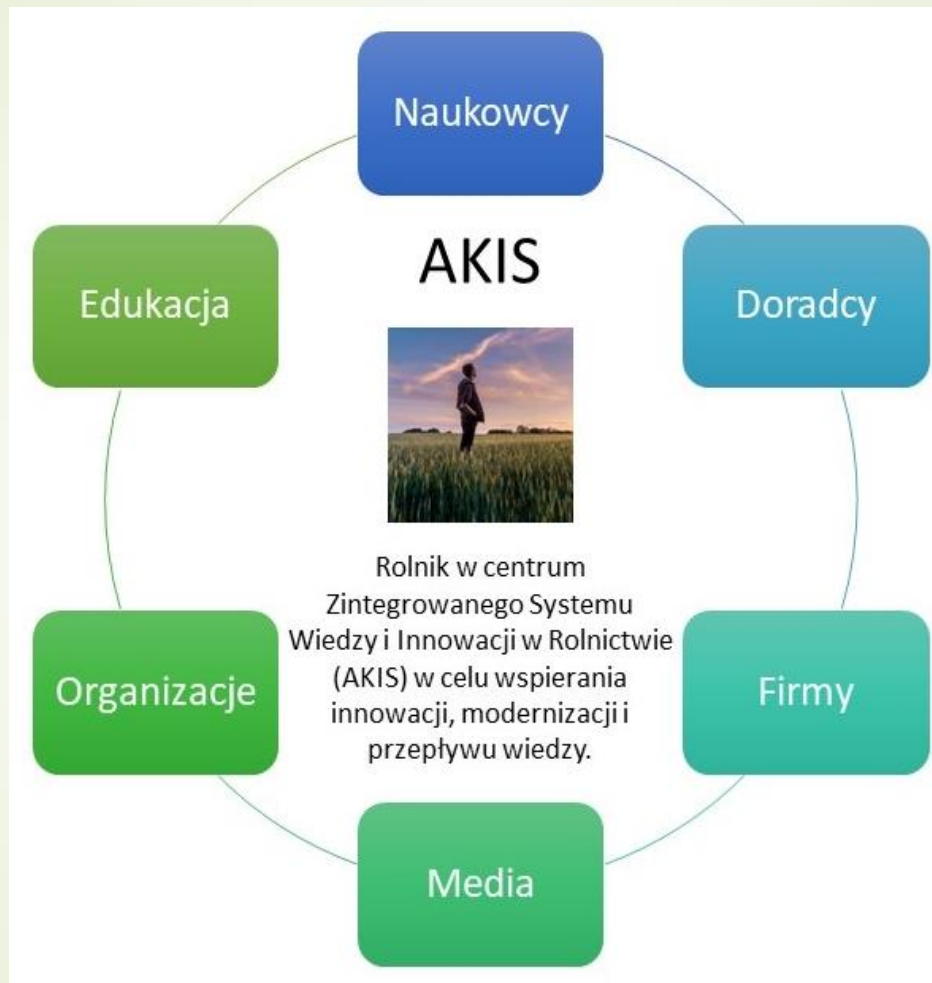 Naukowcy
AKIS
Edukacja
Doradcy
Rolnik w centrum
Zintegrowanego Systemu
Wiedzy i Innowacji w Rolnictwie
(AKIS) w celu wspierania
innowacji, modernizacji i
przepływu wiedzy.
Organizacje
Firmy
Media